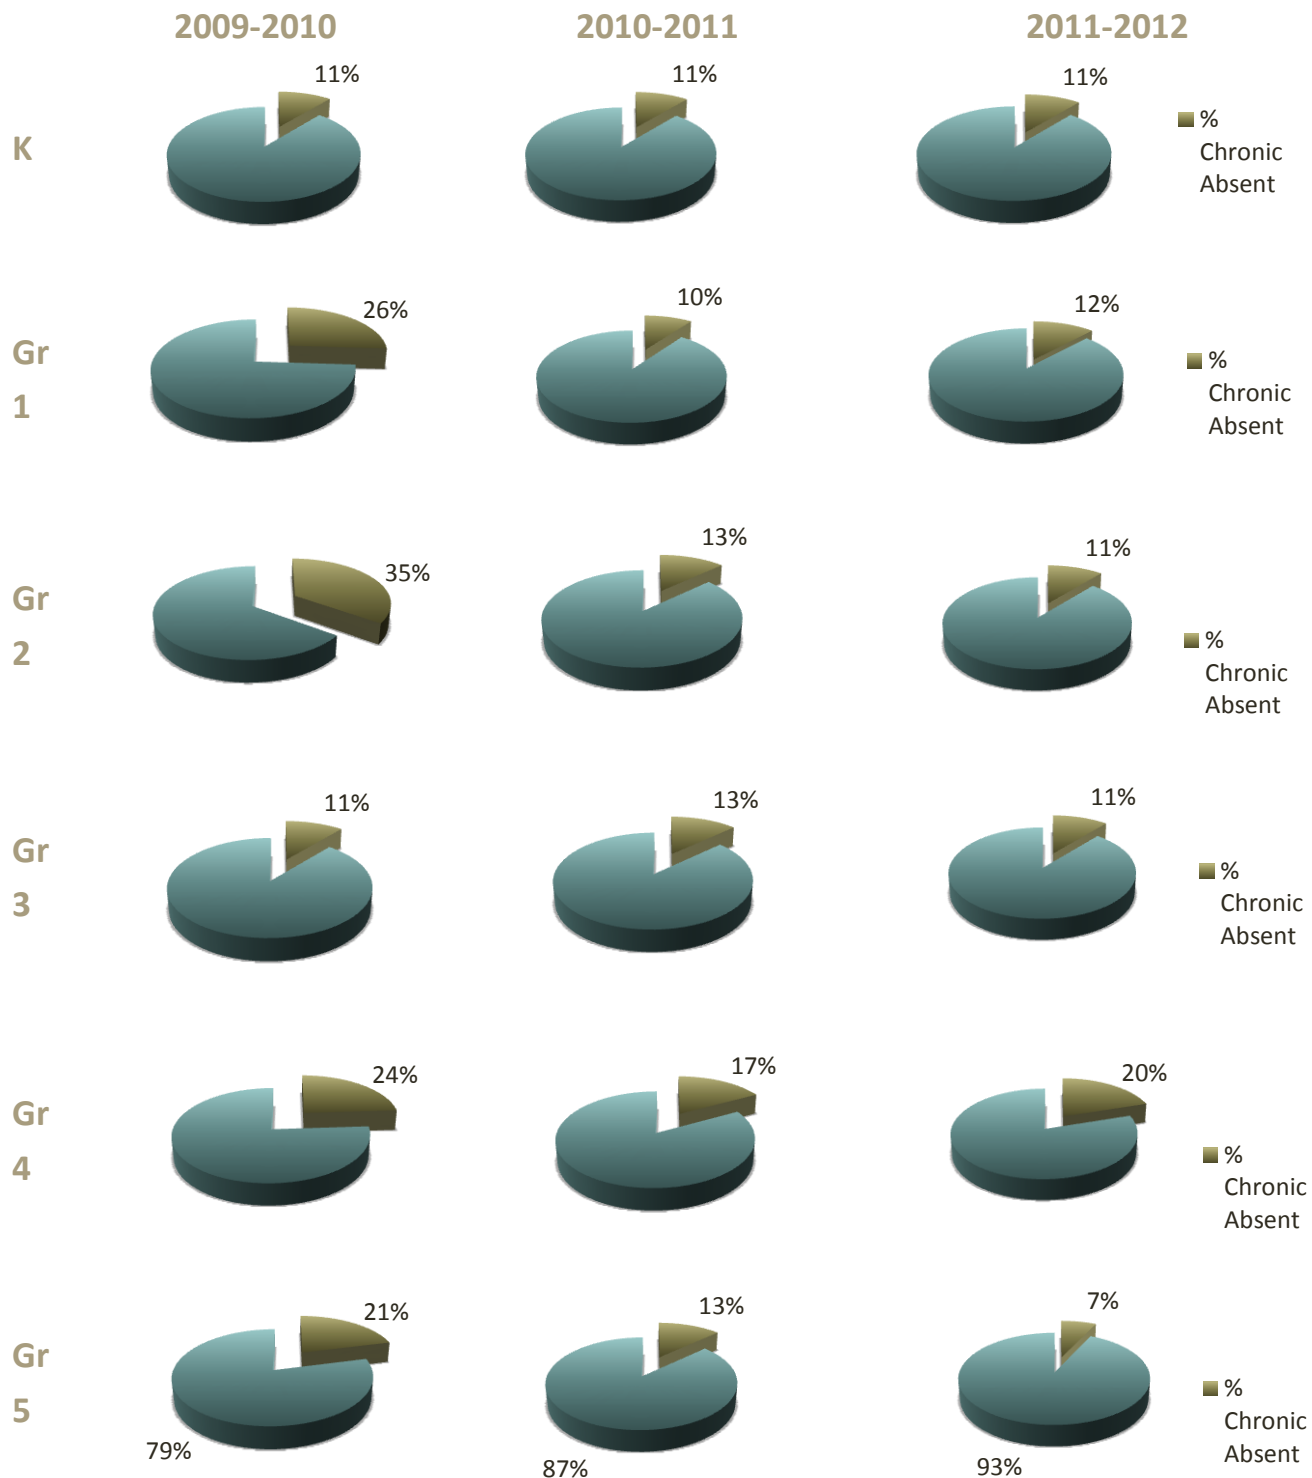 2009-2010 2010-2011 2011-2012
11% 11% 11%
K
%
Chronic
Absent
26% 10% 12%
Gr
1
%
Chronic
Absent
35% 13% 11%
Gr
2
%
Chronic
Absent
11% 13% 11%
Gr
3
%
Chronic
Absent
24% 17% 20%
Gr
4
%
Chronic
Absent
21% 13% 7%
Gr
5
%
Chronic
Absent
79% 87% 93%